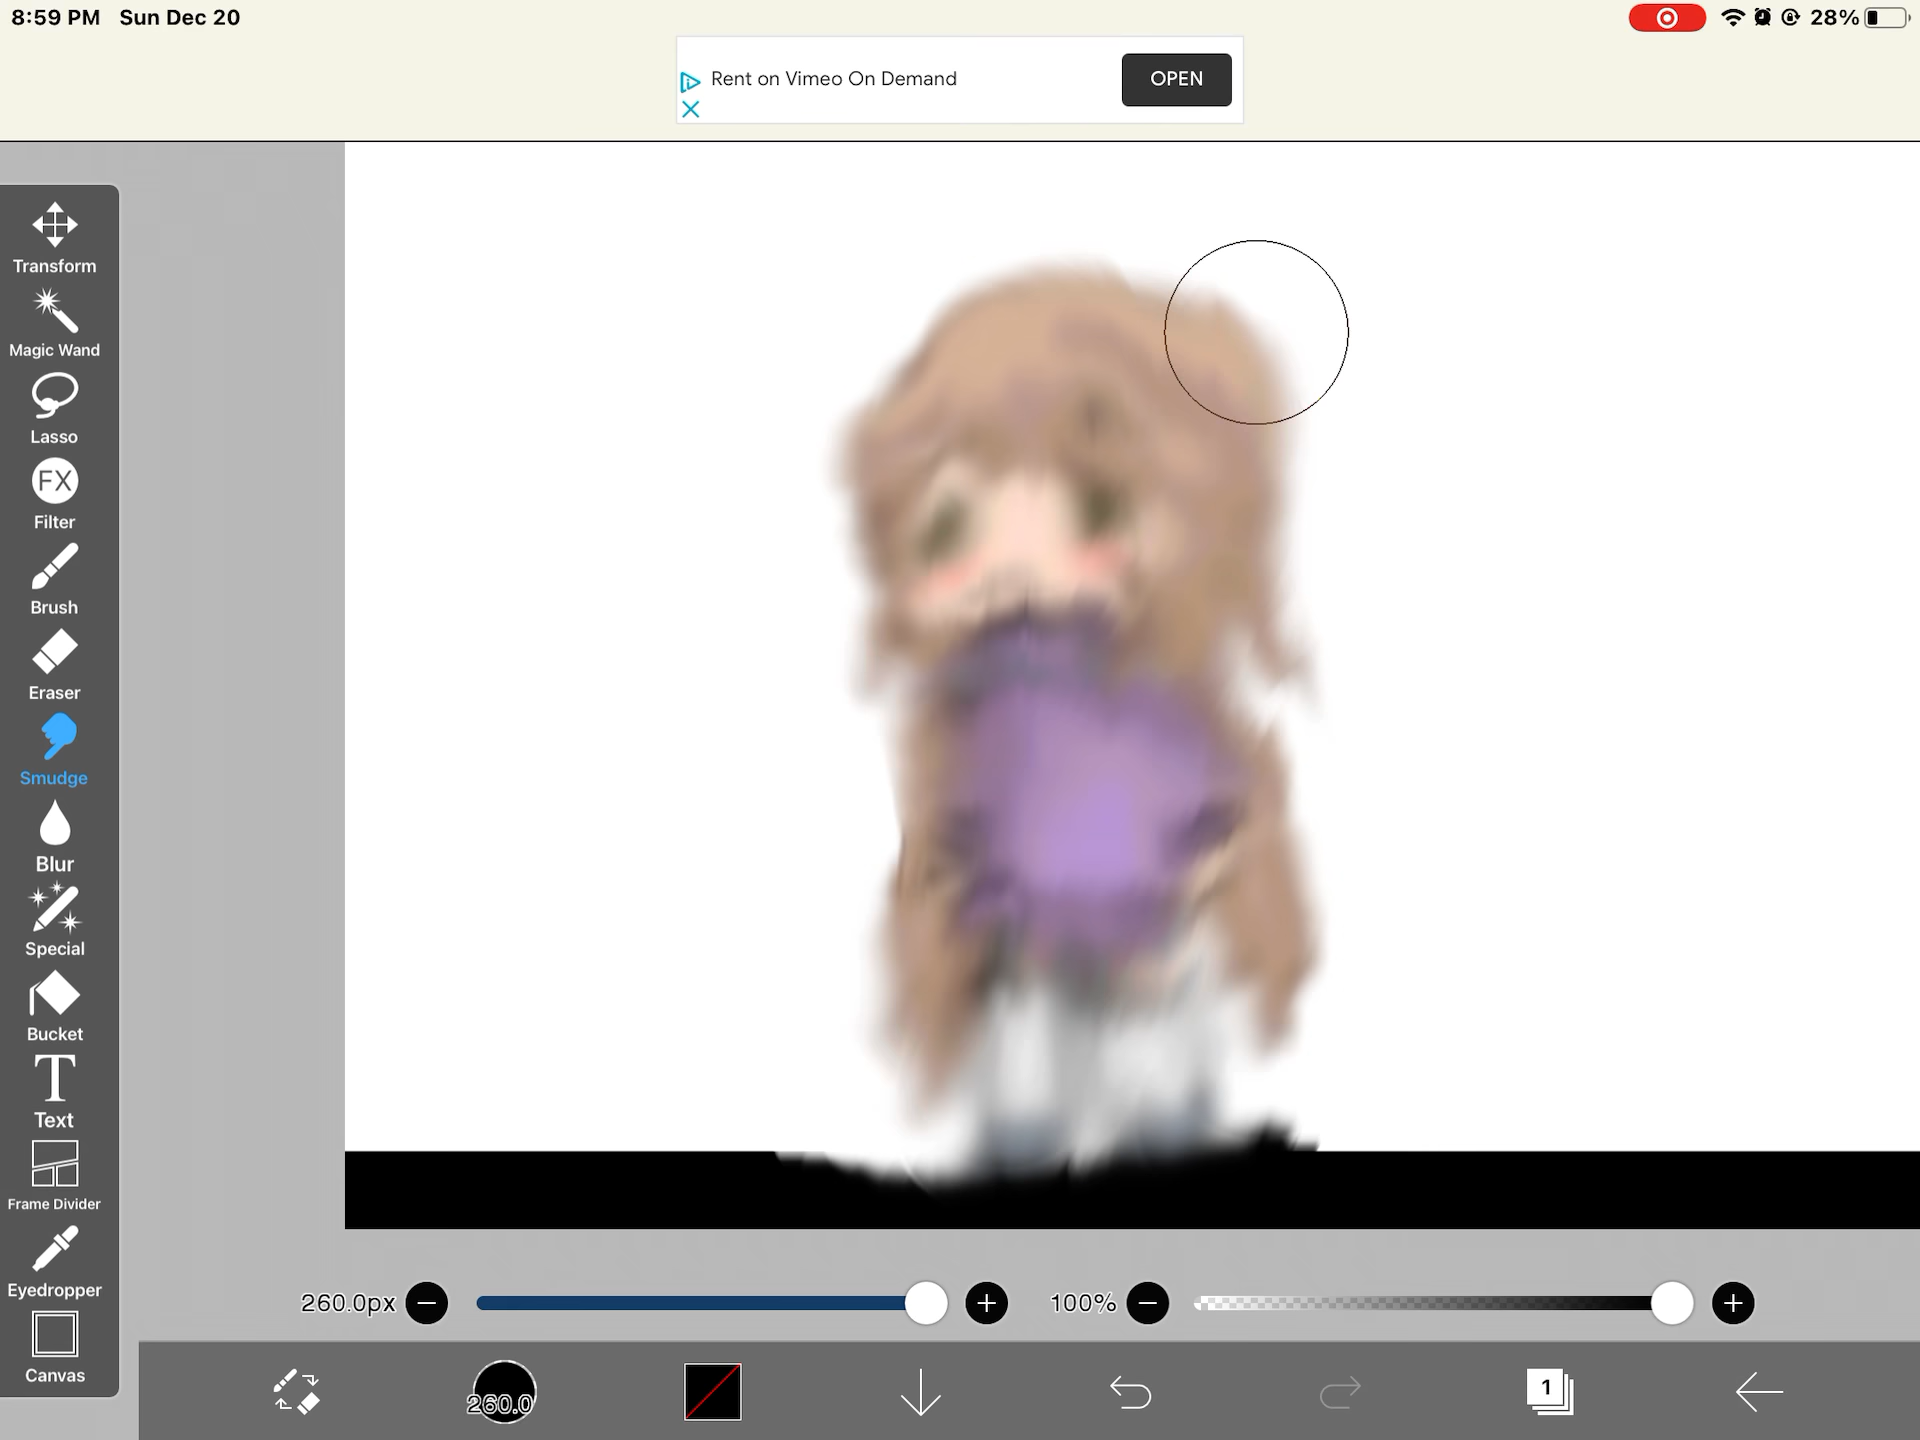 8:59 PM Sun Dec 20
28%
Rent on Vimeo On Demand
OPEN
Transform
Magic Wand
Lasso
FX
Filter
Brush
Eraser
Smudge
Blur
Special
Bucket
T
Text
Frame Divider
Eyedropper
Canvas
260.0px
100%
260.0
1